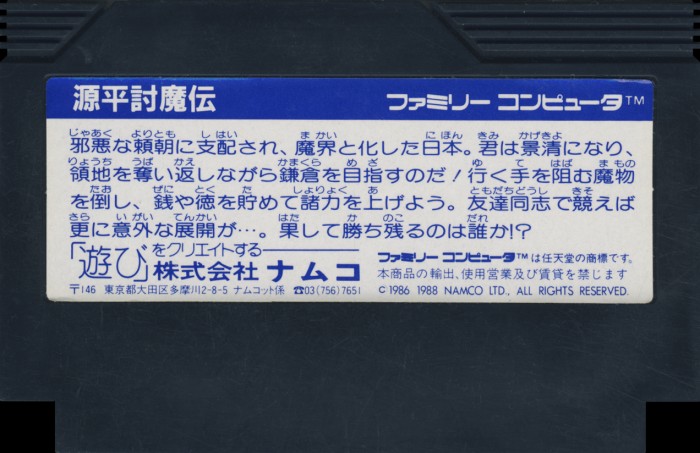 源平討魔伝 ファミリー コンピュータ™
邪悪な頼朝に支配され、魔界と化した日本。君は景清になり、
領地を奪い返しながら鎌倉を目指すのだ!行く手を阻む魔物
を倒し、銭や徳を貯めて諸力を上げよう。友達同志で競えば
更に意外な展開が…。果して勝ち残るのは誰か!?
「遊び」をクリエイトする
株式会社 ナムコ
〒146 東京都大田区多摩川2-8-5 ナムコット係 ☎03(756)7651
ファミリー コンピュータ™は任天堂の商標です。
本商品の輸出、使用営業及び賃貸を禁じます
© 1986 1988 NAMCO LTD., ALL RIGHTS RESERVED.